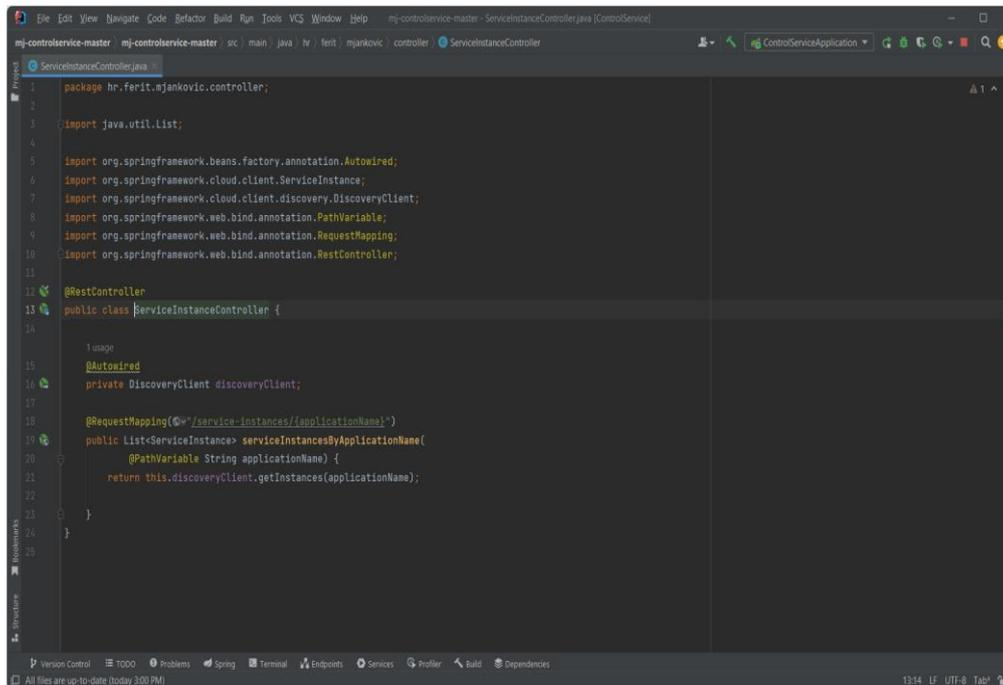 File Edit View Navigate Code Refactor Build Run Tools VCS Window Help mj-controlservice-master - ServiceInstanceController.java [ControlService]
mj-controlservice-master mj-controlservice-master src main java hr ferit mjankovic controller ServiceInstanceController ControlServiceApplication
Project
ServiceInstanceController.java
1 package hr.ferit.mjankovic.controller;
1
2
3 import java.util.List;
4
5 import org.springframework.beans.factory.annotation.Autowired;
6 import org.springframework.cloud.client.ServiceInstance;
7 import org.springframework.cloud.client.discovery.DiscoveryClient;
8 import org.springframework.web.bind.annotation.PathVariable;
9 import org.springframework.web.bind.annotation.RequestMapping;
10 import org.springframework.web.bind.annotation.RestController;
11
12 @RestController
13 public class ServiceInstanceController {
14
1 usage
15 @Autowired
16 private DiscoveryClient discoveryClient;
17
18 @RequestMapping("/service-instances/{applicationName}")
19 public List<ServiceInstance> serviceInstancesByApplicationName(
20 @PathVariable String applicationName) {
21 return this.discoveryClient.getInstances(applicationName);
22
23 }
24 }
25
Bookmarks
Structure
Version Control TODO Problems Spring Terminal Endpoints Services Profiler Build Dependencies
All files are up-to-date (today 3:00 PM) 13:14 LF UTF-8 Tab*